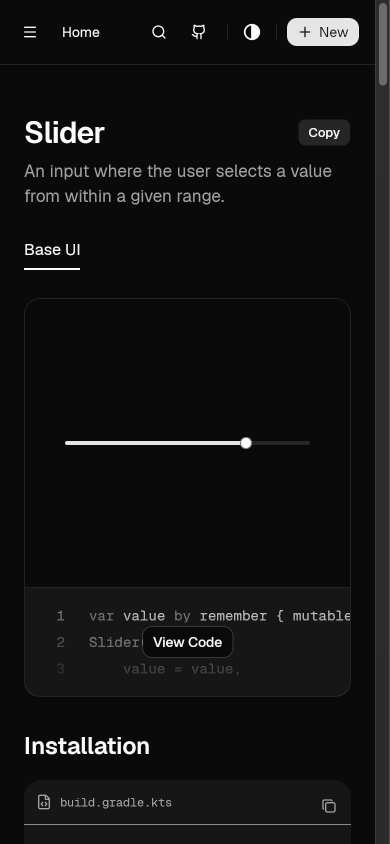 Home
New
Slider
Copy
An input where the user selects a value
from within a given range.
Base UI
1 var value by remember { mutable
2 Slider
View Code
3 value = value,
Installation
build.gradle.kts